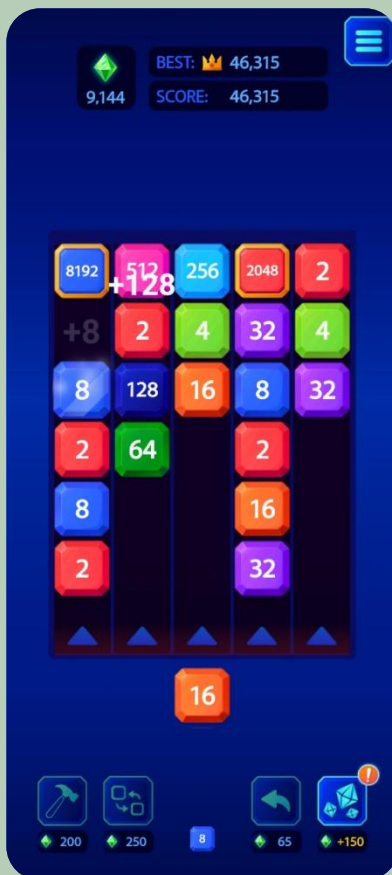 BEST: 46,315
9,144 SCORE: 46,315
8192 512 256 2048 2
+128
+8 2 4 32 4
8 128 16 8 32
2 64 2
8 16
2 32
16
!
200 250 8 65 +150